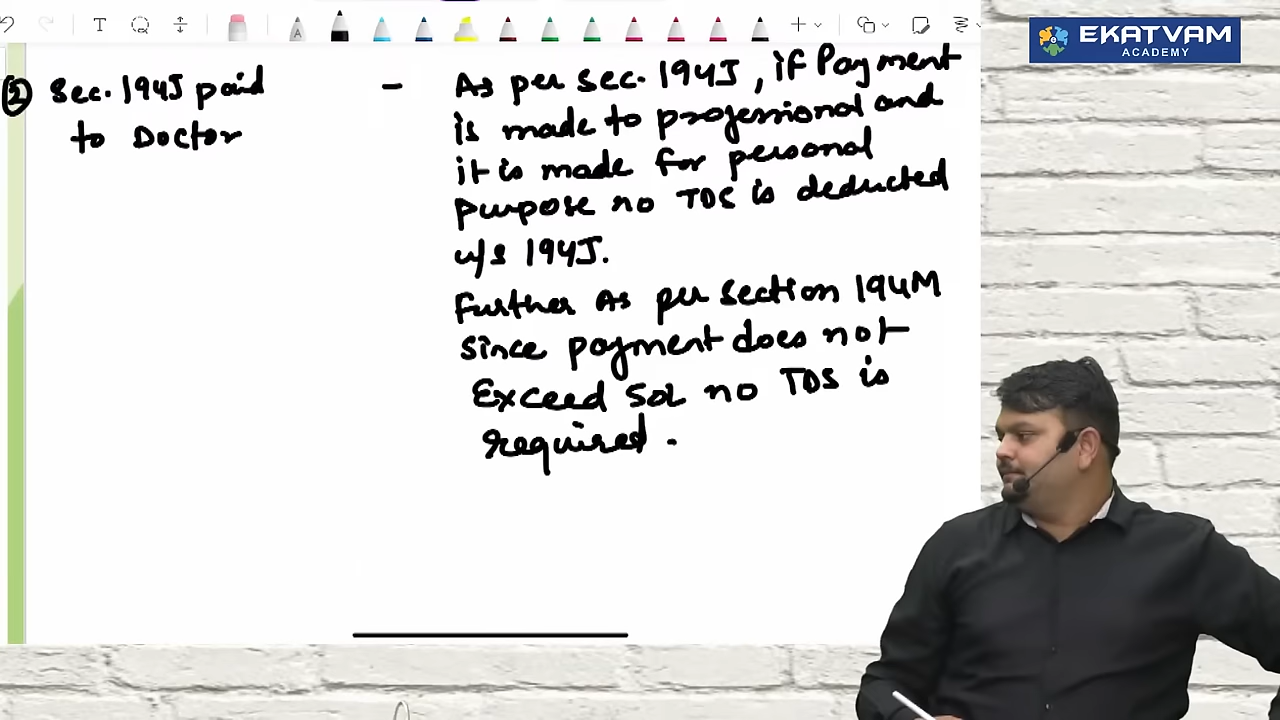 EKATVAM
ACADEMY
② Sec. 194J paid - As per sec. 194J, if Payment
to Doctor is made to professional and
it is made for personal
purpose no TDS is deducted
u/s 194J.
Further As per section 194M
since payment does not
Exceed 50L no TDS is
required.